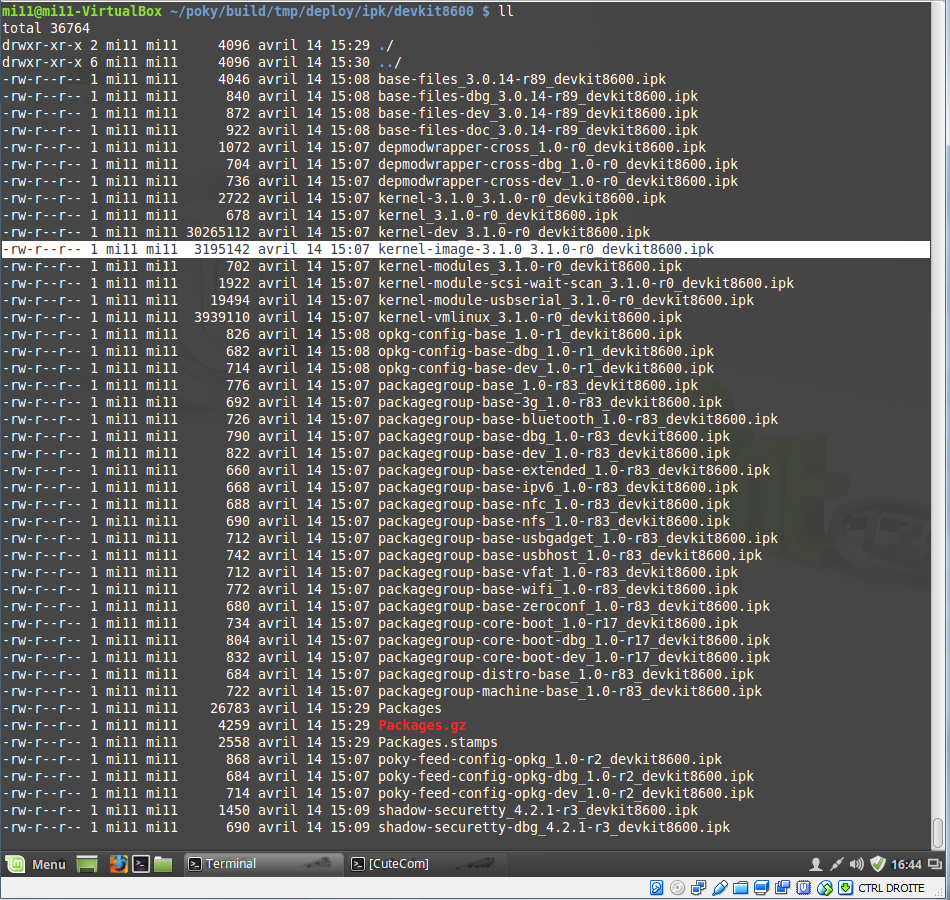 mi11@mi11-VirtualBox ~/poky/build/tmp/deploy/ipk/devkit8600 $ ll
total 36764
drwxr-xr-x 2 mi11 mi11     4096 avril 14 15:29 ./
drwxr-xr-x 6 mi11 mi11     4096 avril 14 15:30 ../
-rw-r--r-- 1 mi11 mi11     4046 avril 14 15:08 base-files_3.0.14-r89_devkit8600.ipk
-rw-r--r-- 1 mi11 mi11      840 avril 14 15:08 base-files-dbg_3.0.14-r89_devkit8600.ipk
-rw-r--r-- 1 mi11 mi11      872 avril 14 15:08 base-files-dev_3.0.14-r89_devkit8600.ipk
-rw-r--r-- 1 mi11 mi11      922 avril 14 15:08 base-files-doc_3.0.14-r89_devkit8600.ipk
-rw-r--r-- 1 mi11 mi11     1072 avril 14 15:07 depmodwrapper-cross_1.0-r0_devkit8600.ipk
-rw-r--r-- 1 mi11 mi11      704 avril 14 15:07 depmodwrapper-cross-dbg_1.0-r0_devkit8600.ipk
-rw-r--r-- 1 mi11 mi11      736 avril 14 15:07 depmodwrapper-cross-dev_1.0-r0_devkit8600.ipk
-rw-r--r-- 1 mi11 mi11     2722 avril 14 15:07 kernel-3.1.0_3.1.0-r0_devkit8600.ipk
-rw-r--r-- 1 mi11 mi11      678 avril 14 15:07 kernel_3.1.0-r0_devkit8600.ipk
-rw-r--r-- 1 mi11 mi11 30265112 avril 14 15:07 kernel-dev_3.1.0-r0_devkit8600.ipk
-rw-r--r-- 1 mi11 mi11  3195142 avril 14 15:07 kernel-image-3.1.0_3.1.0-r0_devkit8600.ipk
-rw-r--r-- 1 mi11 mi11      702 avril 14 15:07 kernel-modules_3.1.0-r0_devkit8600.ipk
-rw-r--r-- 1 mi11 mi11     1922 avril 14 15:07 kernel-module-scsi-wait-scan_3.1.0-r0_devkit8600.ipk
-rw-r--r-- 1 mi11 mi11    19494 avril 14 15:07 kernel-module-usbserial_3.1.0-r0_devkit8600.ipk
-rw-r--r-- 1 mi11 mi11  3939110 avril 14 15:07 kernel-vmlinux_3.1.0-r0_devkit8600.ipk
-rw-r--r-- 1 mi11 mi11      826 avril 14 15:08 opkg-config-base_1.0-r1_devkit8600.ipk
-rw-r--r-- 1 mi11 mi11      682 avril 14 15:08 opkg-config-base-dbg_1.0-r1_devkit8600.ipk
-rw-r--r-- 1 mi11 mi11      714 avril 14 15:08 opkg-config-base-dev_1.0-r1_devkit8600.ipk
-rw-r--r-- 1 mi11 mi11      776 avril 14 15:07 packagegroup-base_1.0-r83_devkit8600.ipk
-rw-r--r-- 1 mi11 mi11      692 avril 14 15:07 packagegroup-base-3g_1.0-r83_devkit8600.ipk
-rw-r--r-- 1 mi11 mi11      726 avril 14 15:07 packagegroup-base-bluetooth_1.0-r83_devkit8600.ipk
-rw-r--r-- 1 mi11 mi11      790 avril 14 15:07 packagegroup-base-dbg_1.0-r83_devkit8600.ipk
-rw-r--r-- 1 mi11 mi11      822 avril 14 15:07 packagegroup-base-dev_1.0-r83_devkit8600.ipk
-rw-r--r-- 1 mi11 mi11      660 avril 14 15:07 packagegroup-base-extended_1.0-r83_devkit8600.ipk
-rw-r--r-- 1 mi11 mi11      668 avril 14 15:07 packagegroup-base-ipv6_1.0-r83_devkit8600.ipk
-rw-r--r-- 1 mi11 mi11      688 avril 14 15:07 packagegroup-base-nfc_1.0-r83_devkit8600.ipk
-rw-r--r-- 1 mi11 mi11      690 avril 14 15:07 packagegroup-base-nfs_1.0-r83_devkit8600.ipk
-rw-r--r-- 1 mi11 mi11      712 avril 14 15:07 packagegroup-base-usbgadget_1.0-r83_devkit8600.ipk
-rw-r--r-- 1 mi11 mi11      742 avril 14 15:07 packagegroup-base-usbhost_1.0-r83_devkit8600.ipk
-rw-r--r-- 1 mi11 mi11      712 avril 14 15:07 packagegroup-base-vfat_1.0-r83_devkit8600.ipk
-rw-r--r-- 1 mi11 mi11      772 avril 14 15:07 packagegroup-base-wifi_1.0-r83_devkit8600.ipk
-rw-r--r-- 1 mi11 mi11      680 avril 14 15:07 packagegroup-base-zeroconf_1.0-r83_devkit8600.ipk
-rw-r--r-- 1 mi11 mi11      734 avril 14 15:07 packagegroup-core-boot_1.0-r17_devkit8600.ipk
-rw-r--r-- 1 mi11 mi11      804 avril 14 15:07 packagegroup-core-boot-dbg_1.0-r17_devkit8600.ipk
-rw-r--r-- 1 mi11 mi11      832 avril 14 15:07 packagegroup-core-boot-dev_1.0-r17_devkit8600.ipk
-rw-r--r-- 1 mi11 mi11      684 avril 14 15:07 packagegroup-distro-base_1.0-r83_devkit8600.ipk
-rw-r--r-- 1 mi11 mi11      722 avril 14 15:07 packagegroup-machine-base_1.0-r83_devkit8600.ipk
-rw-r--r-- 1 mi11 mi11    26783 avril 14 15:29 Packages
-rw-r--r-- 1 mi11 mi11     4259 avril 14 15:29 Packages.gz
-rw-r--r-- 1 mi11 mi11     2558 avril 14 15:29 Packages.stamps
-rw-r--r-- 1 mi11 mi11      868 avril 14 15:07 poky-feed-config-opkg_1.0-r2_devkit8600.ipk
-rw-r--r-- 1 mi11 mi11      684 avril 14 15:07 poky-feed-config-opkg-dbg_1.0-r2_devkit8600.ipk
-rw-r--r-- 1 mi11 mi11      714 avril 14 15:07 poky-feed-config-opkg-dev_1.0-r2_devkit8600.ipk
-rw-r--r-- 1 mi11 mi11     1450 avril 14 15:09 shadow-securetty_4.2.1-r3_devkit8600.ipk
-rw-r--r-- 1 mi11 mi11      690 avril 14 15:09 shadow-securetty-dbg_4.2.1-r3_devkit8600.ipk
Menu Terminal [CuteCom] 16:44
CTRL DROITE